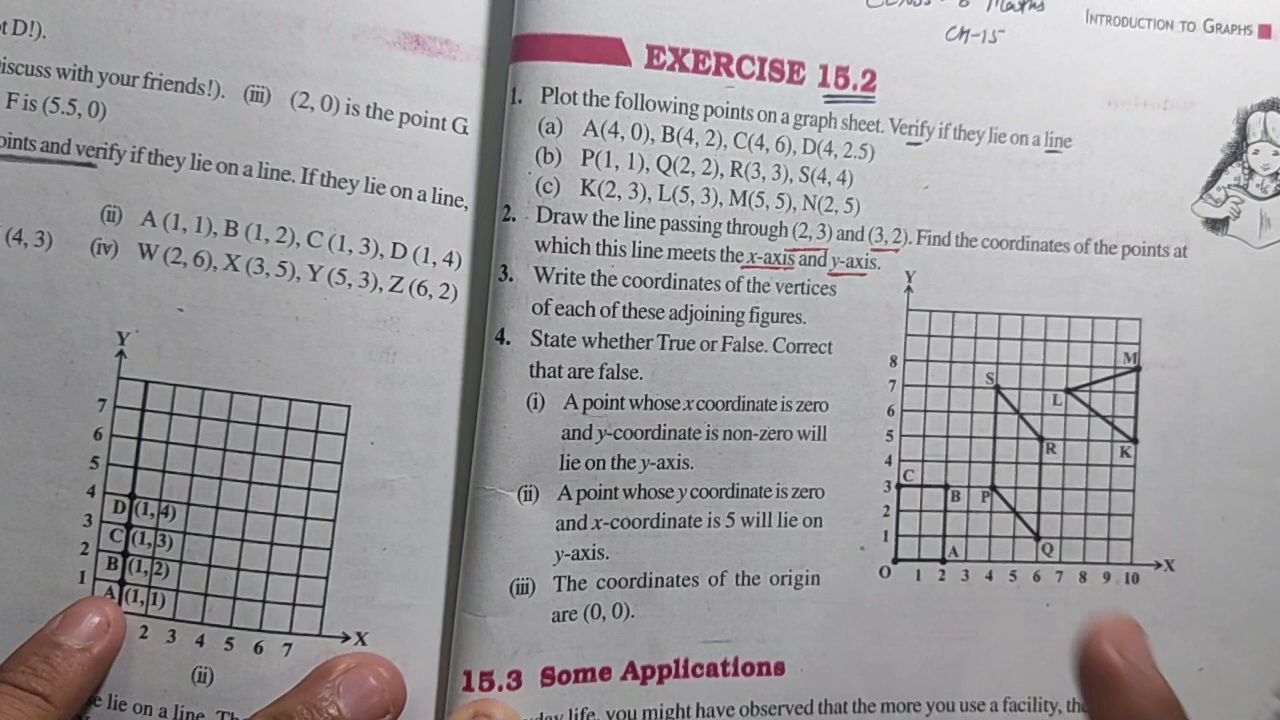 t D!).
iscuss with your friends!). (iii) (2, 0) is the point G
F is (5.5, 0)
oints and verify if they lie on a line. If they lie on a line,
(ii) A (1, 1), B (1, 2), C (1, 3), D (1, 4)
(4, 3) (iv) W (2, 6), X (3, 5), Y (5, 3), Z (6, 2)
Y
7
6
5
4 D (1, 4)
3 C (1, 3)
2 B (1, 2)
1 A (1, 1)
2 3 4 5 6 7 X
(ii)
e lie on a line.
Maths
CH-15
INTRODUCTION TO GRAPHS
EXERCISE 15.2
1. Plot the following points on a graph sheet. Verify if they lie on a line
(a) A(4, 0), B(4, 2), C(4, 6), D(4, 2.5)
(b) P(1, 1), Q(2, 2), R(3, 3), S(4, 4)
(c) K(2, 3), L(5, 3), M(5, 5), N(2, 5)
2. Draw the line passing through (2, 3) and (3, 2). Find the coordinates of the points at
which this line meets the x-axis and y-axis.
3. Write the coordinates of the vertices
of each of these adjoining figures.
4. State whether True or False. Correct
that are false.
(i) A point whose x coordinate is zero
and y-coordinate is non-zero will
lie on the y-axis.
(ii) A point whose y coordinate is zero
and x-coordinate is 5 will lie on
y-axis.
(iii) The coordinates of the origin
are (0, 0).
Y
8 M
7 S L
6
5 R K
4
3 C B P
2
1 A Q
O 1 2 3 4 5 6 7 8 9 10 X
15.3 Some Applications
day life, you might have observed that the more you use a facility, the